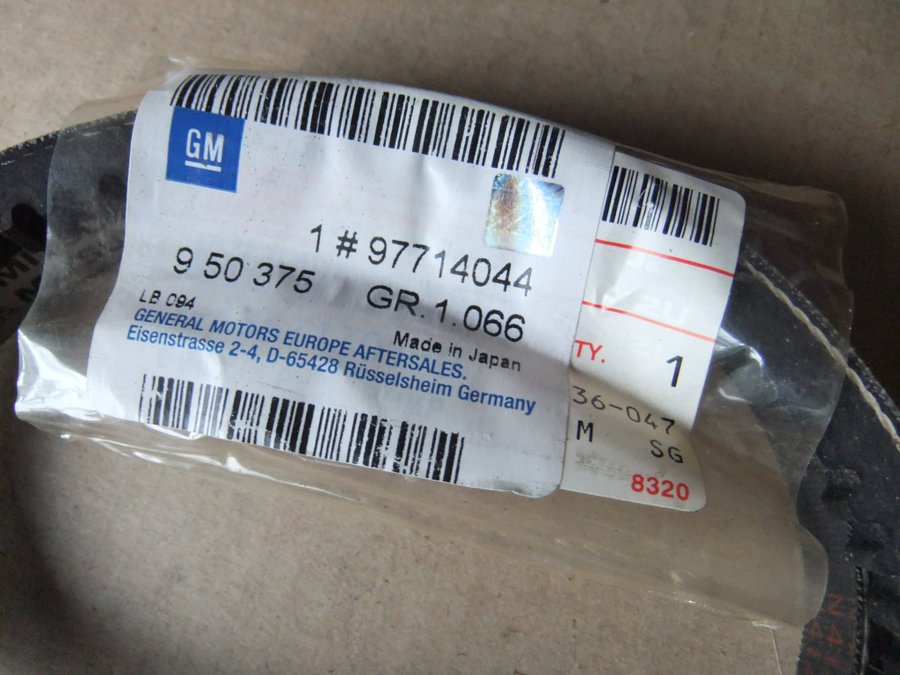 GM
1 # 97714044
9 50 375 GR. 1.066
LB 094
Made in Japan
GENERAL MOTORS EUROPE AFTERSALES.
Eisenstrasse 2-4, D-65428 Rüsselsheim Germany
TY. 1
36-047
M SG
8320